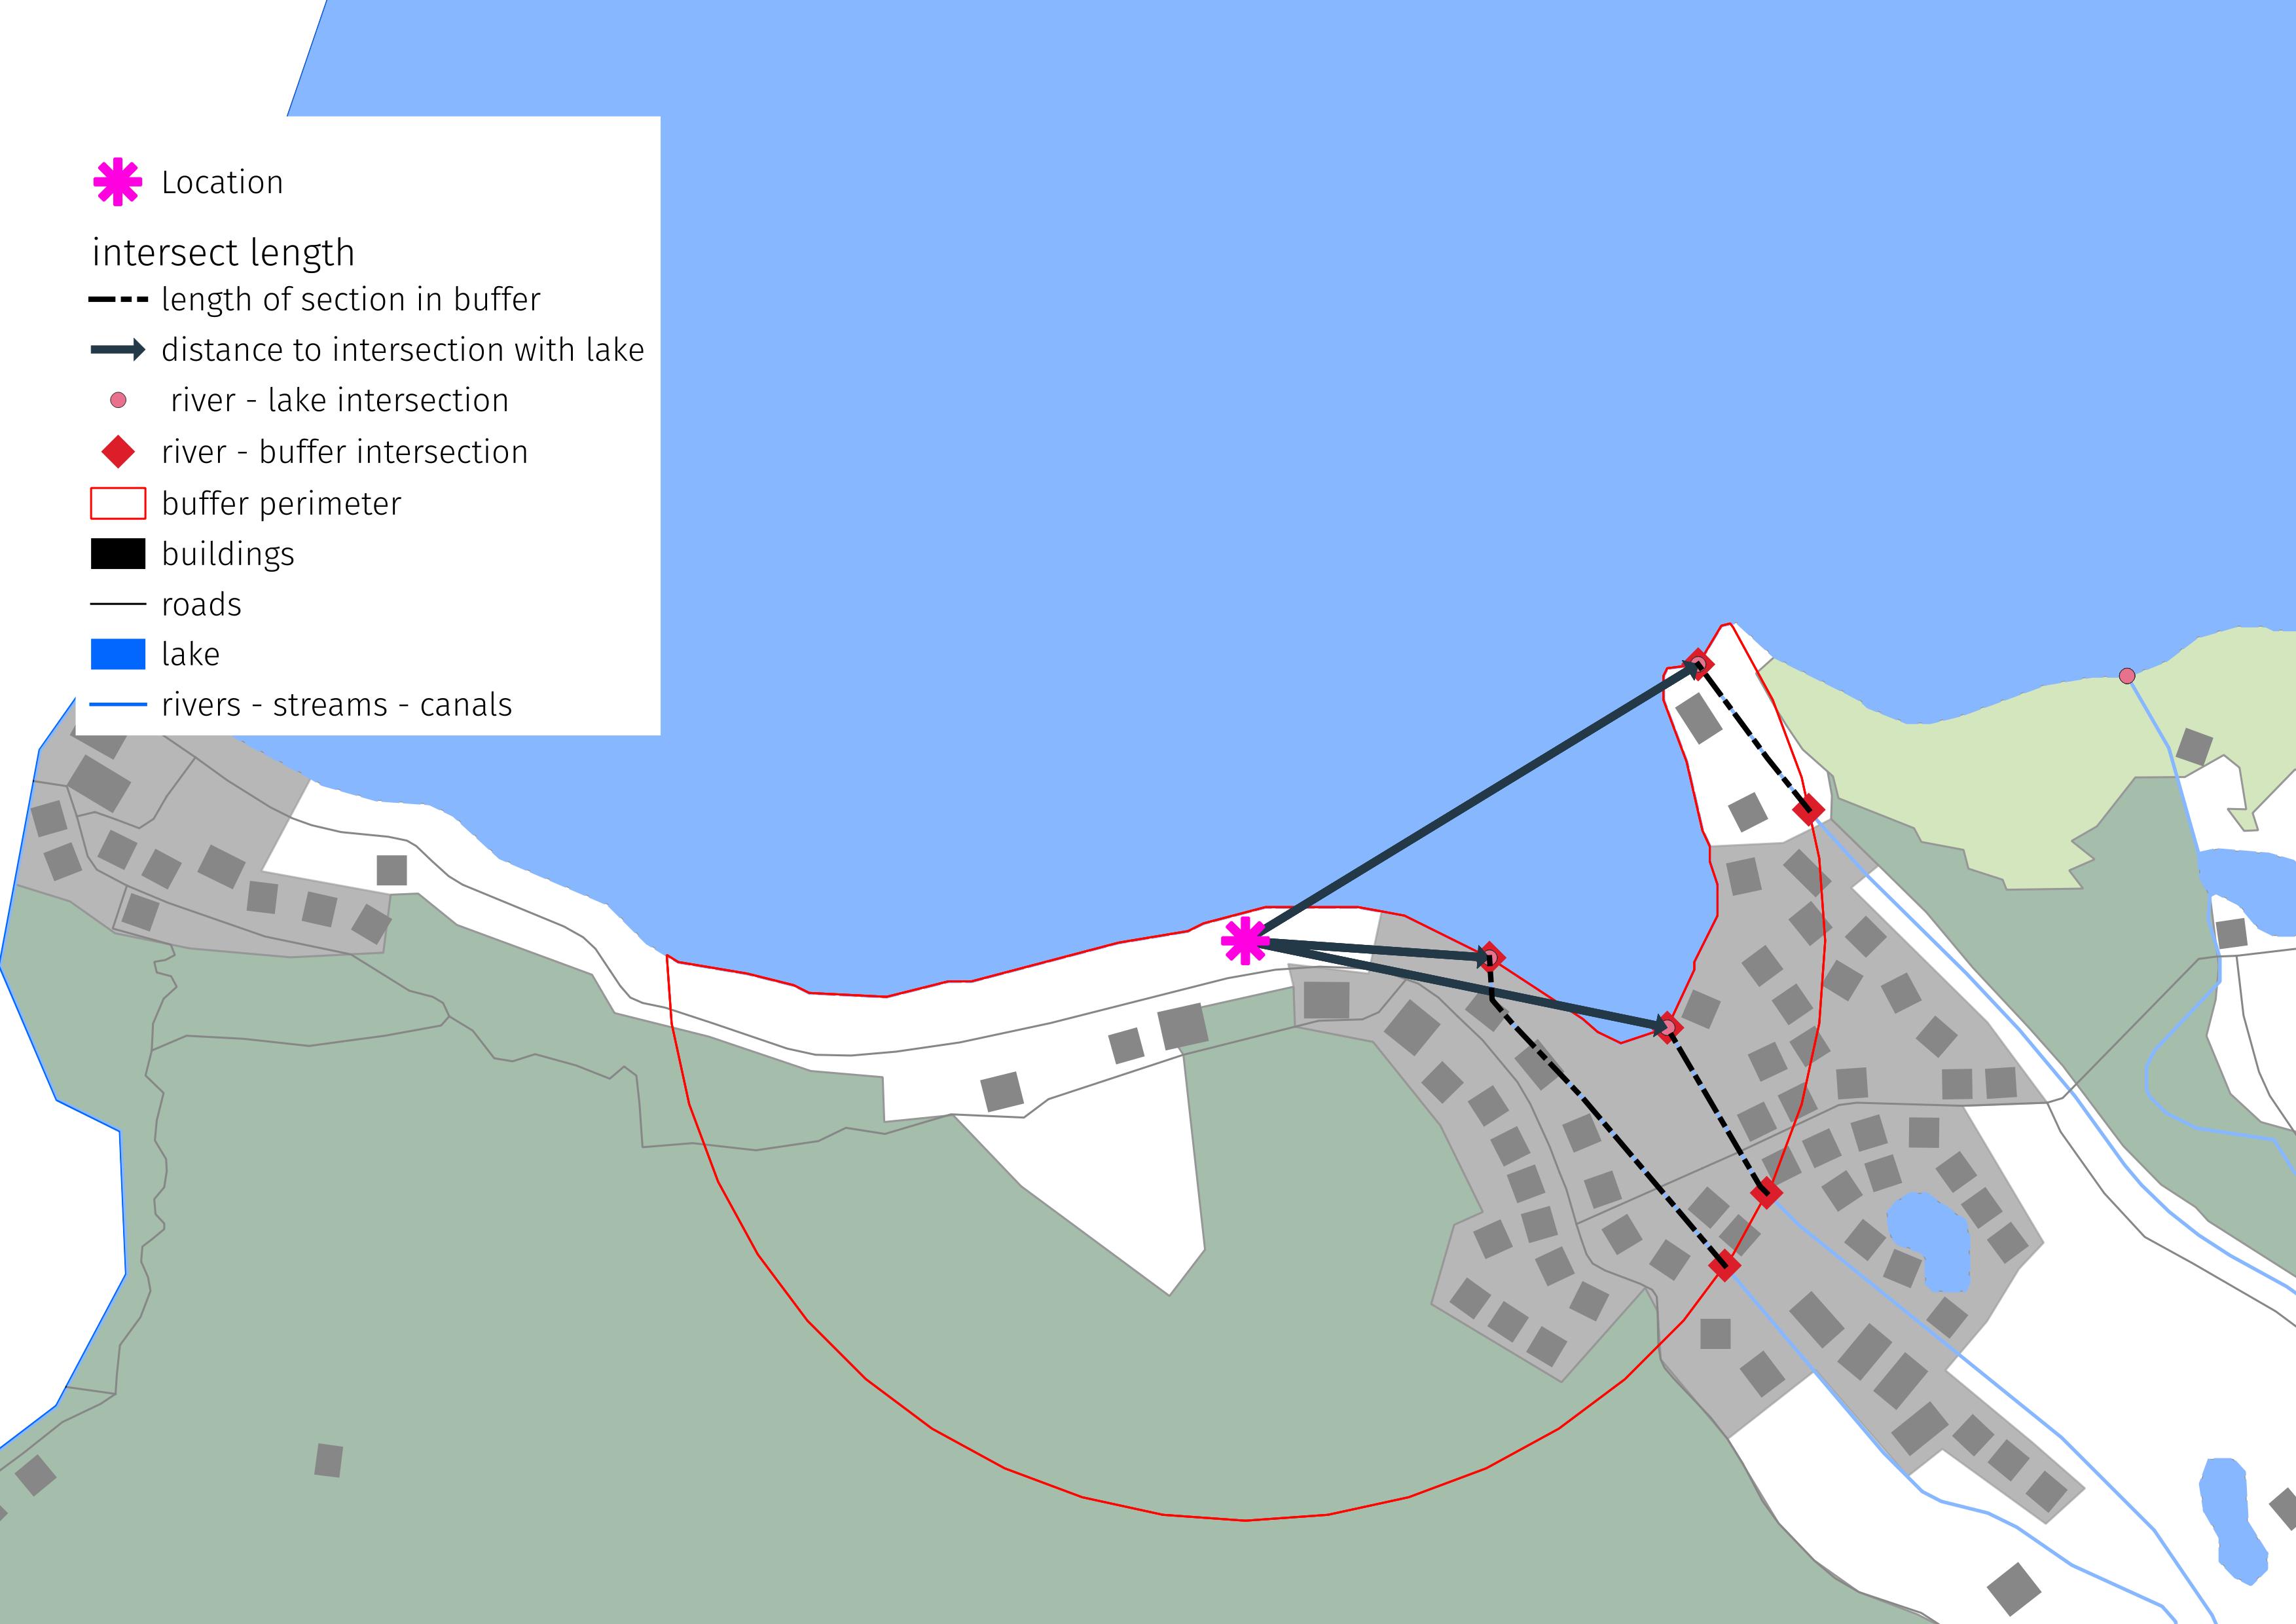 Location
intersect length
length of section in buffer
distance to intersection with lake
river - lake intersection
river - buffer intersection
buffer perimeter
buildings
roads
lake
rivers - streams - canals